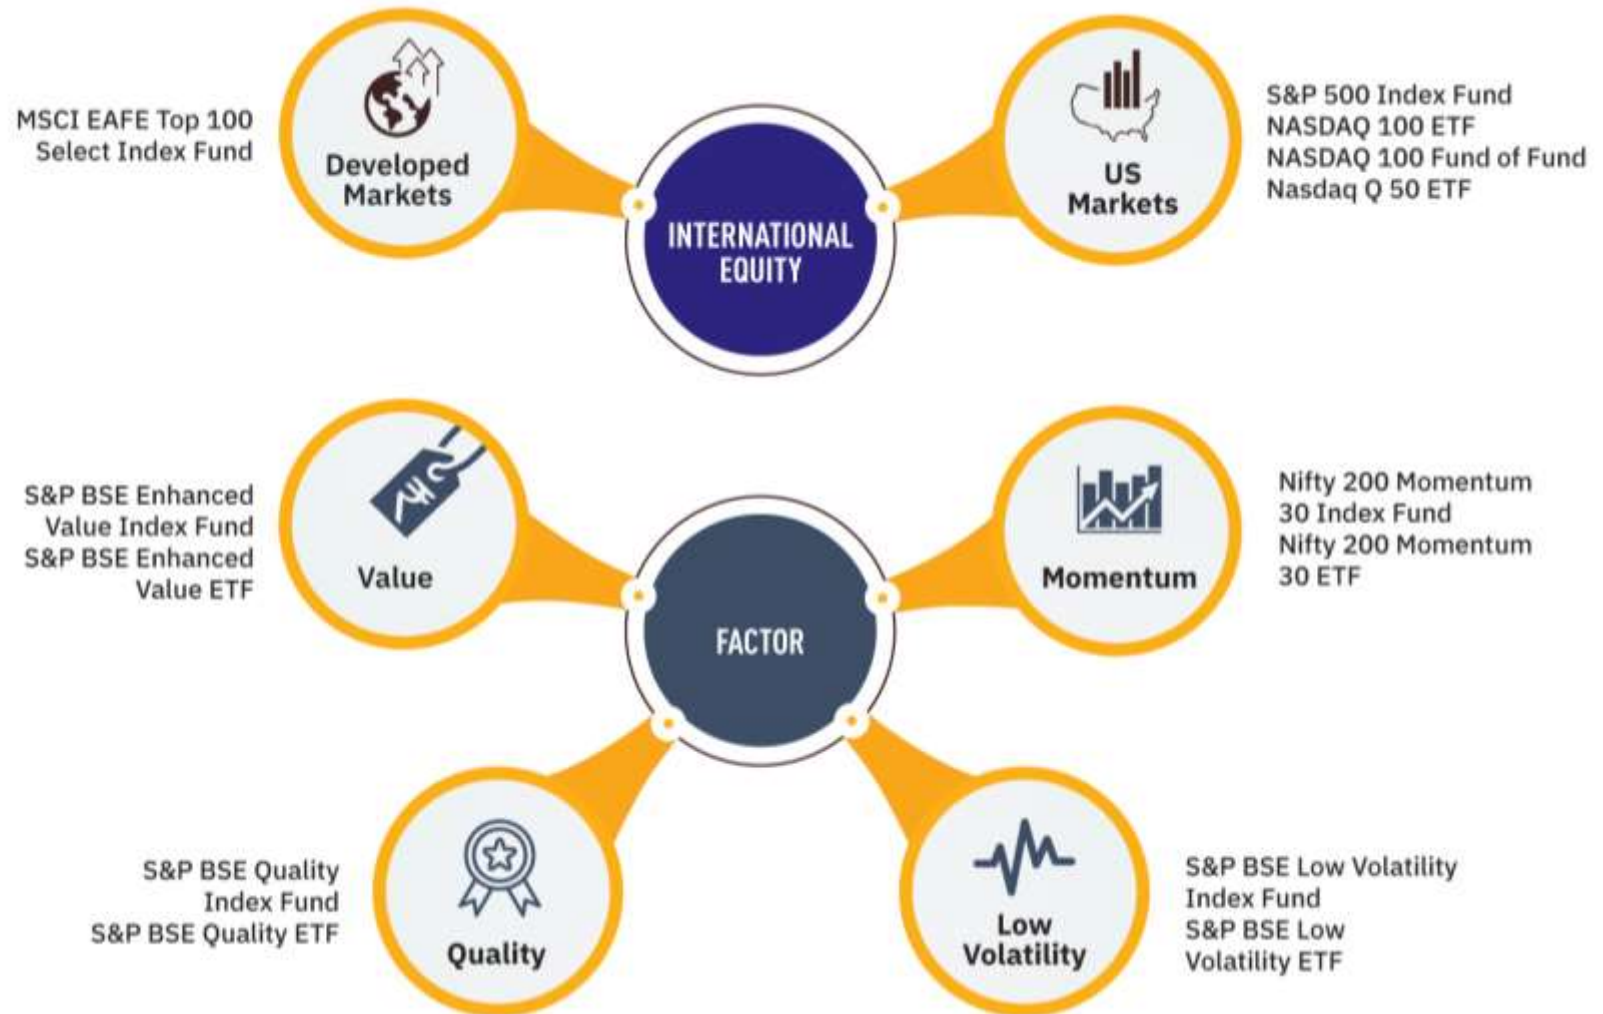 MSCI EAFE Top 100
Select Index Fund
Developed
Markets
INTERNATIONAL
EQUITY
US
Markets
S&P 500 Index Fund
NASDAQ 100 ETF
NASDAQ 100 Fund of Fund
Nasdaq Q 50 ETF
S&P BSE Enhanced
Value Index Fund
S&P BSE Enhanced
Value ETF
Value
FACTOR
Momentum
Nifty 200 Momentum
30 Index Fund
Nifty 200 Momentum
30 ETF
S&P BSE Quality
Index Fund
S&P BSE Quality ETF
Quality
Low
Volatility
S&P BSE Low Volatility
Index Fund
S&P BSE Low
Volatility ETF